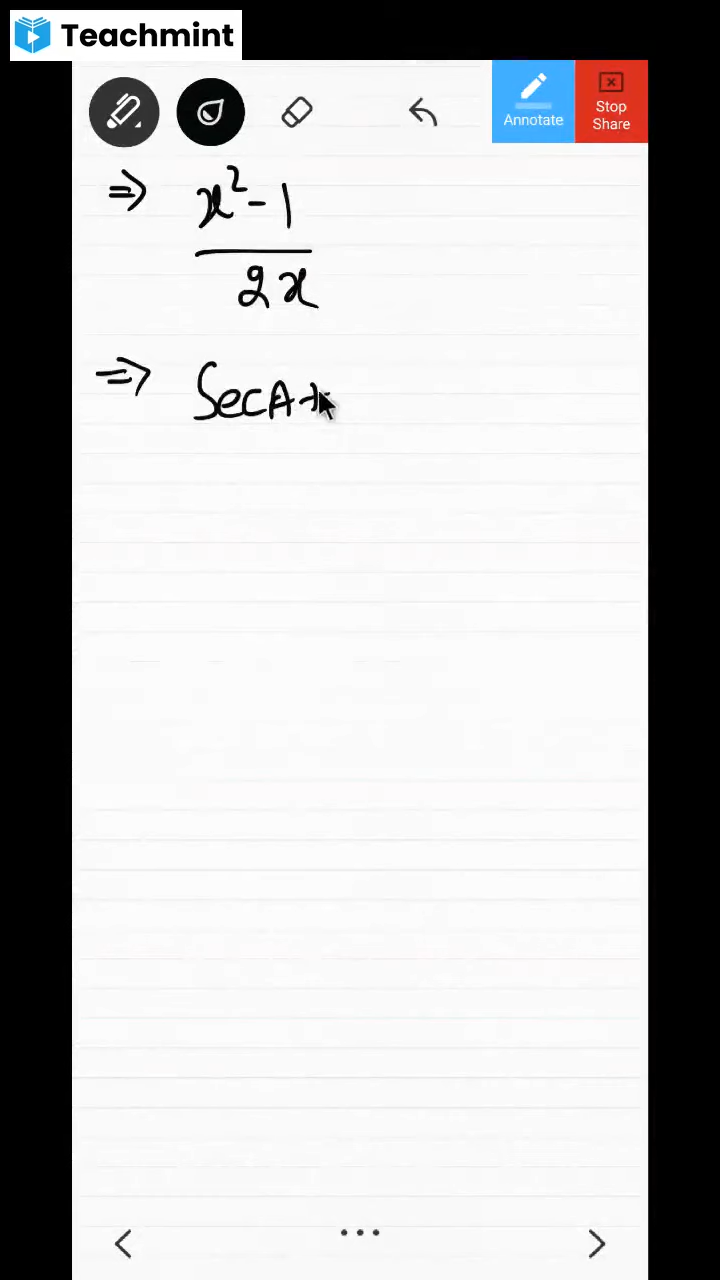 Teachmint
Annotate
Stop
Share
⇒ x² - 1
2x
⇒ SecA +